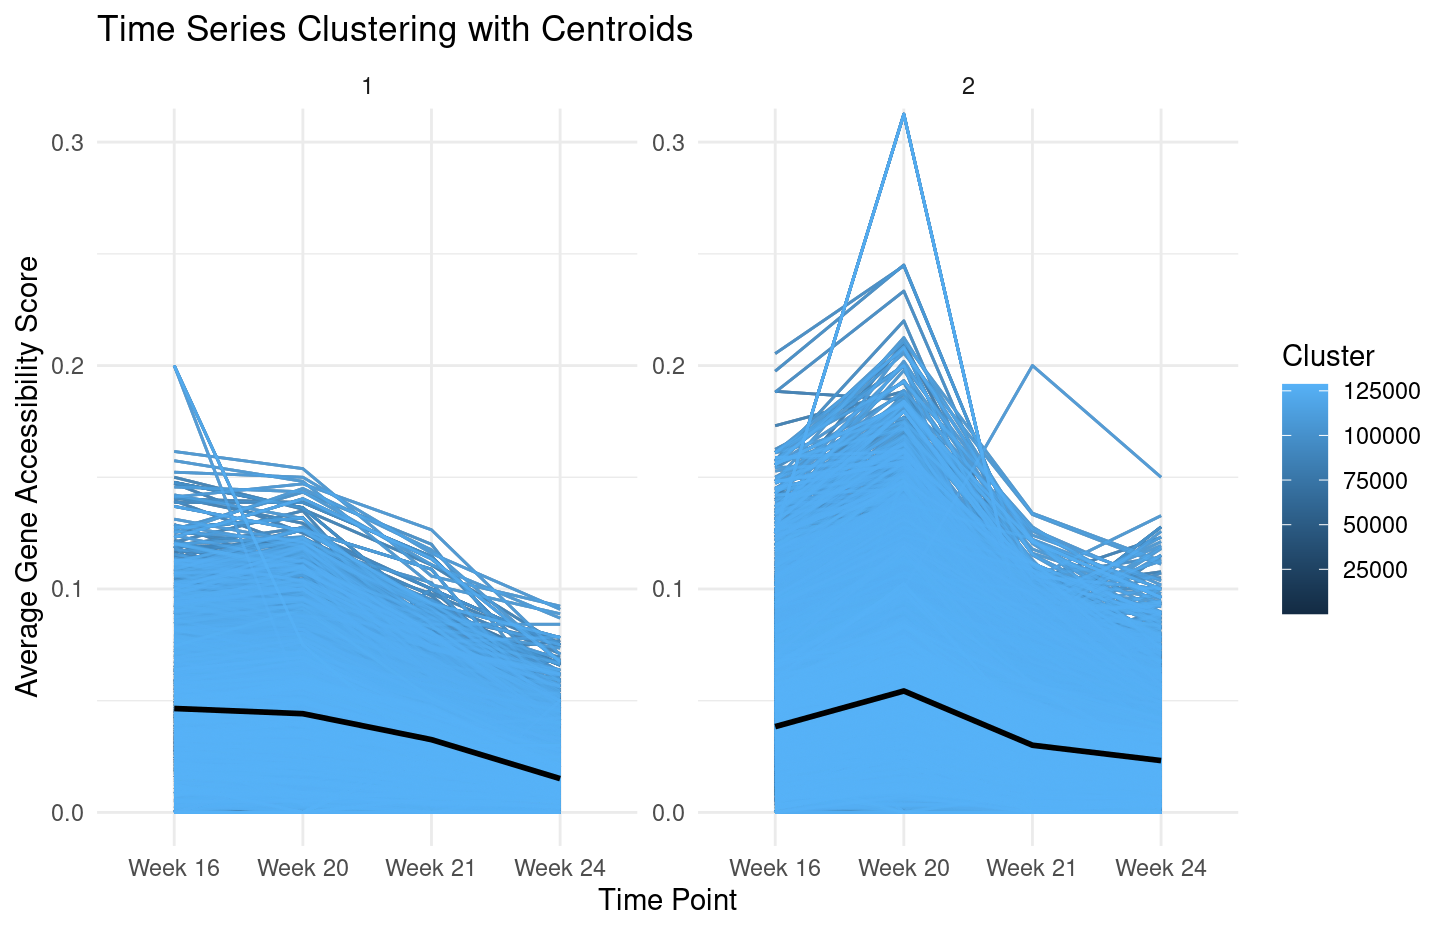 Time Series Clustering with Centroids
1
2
Average Gene Accessibility Score
0.3
0.2
0.1
0.0
0.3
0.2
0.1
0.0
Week 16
Week 20
Week 21
Week 24
Week 16
Week 20
Week 21
Week 24
Time Point
Cluster
125000
100000
75000
50000
25000